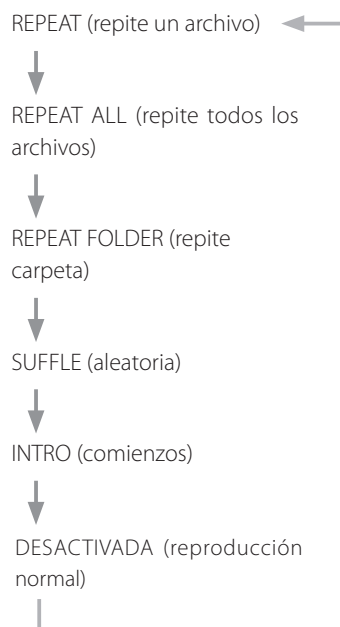 REPEAT (repite un archivo)
REPEAT ALL (repite todos los
archivos)
REPEAT FOLDER (repite
carpeta)
SUFFLE (aleatoria)
INTRO (comienzos)
DESACTIVADA (reproducción
normal)